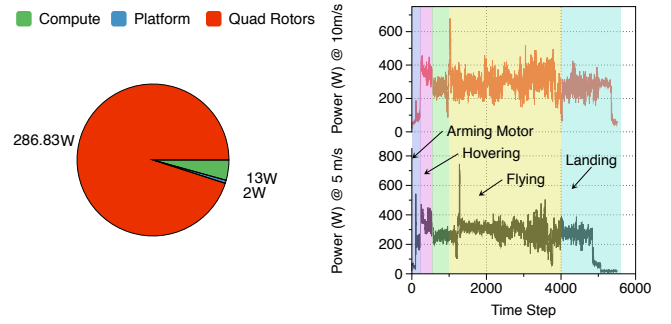 Compute Platform Quad Rotors
286.83W
13W
2W
Power (W) @ 10m/s
600
400
200
0
Power (W) @ 5 m/s
800
600
400
200
0
Arming Motor
Hovering
Flying
Landing
0 2000 4000 6000
Time Step